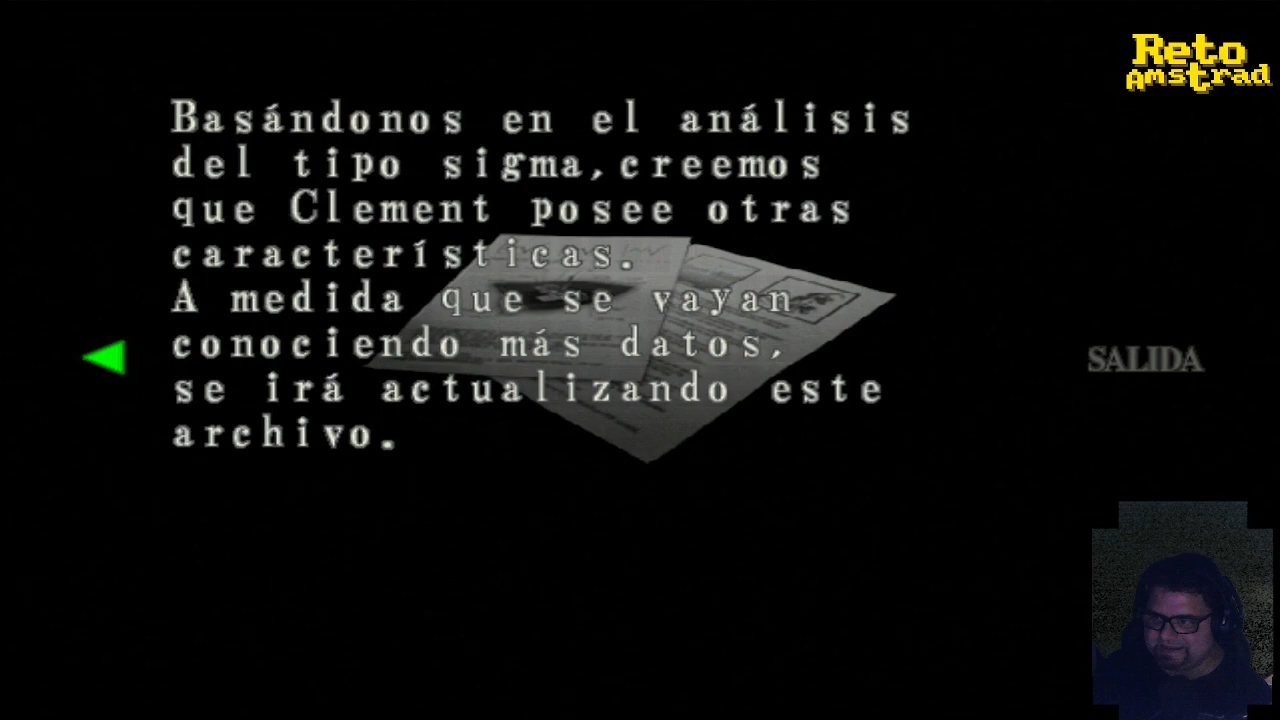 Reto
Amstrad
Basándonos en el análisis
del tipo sigma,creemos
que Clement posee otras
características.
A medida que se vayan
conociendo más datos,
se irá actualizando este
archivo.
SALIDA